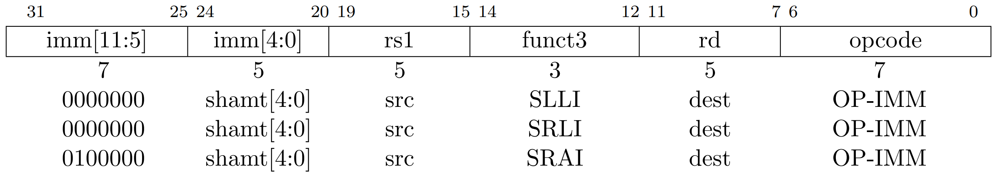 31 25 24 20 19 15 14 12 11 7 6 0
imm[11:5] imm[4:0] rs1 funct3 rd opcode
7 5 5 3 5 7
0000000 shamt[4:0] src SLLI dest OP-IMM
0000000 shamt[4:0] src SRLI dest OP-IMM
0100000 shamt[4:0] src SRAI dest OP-IMM